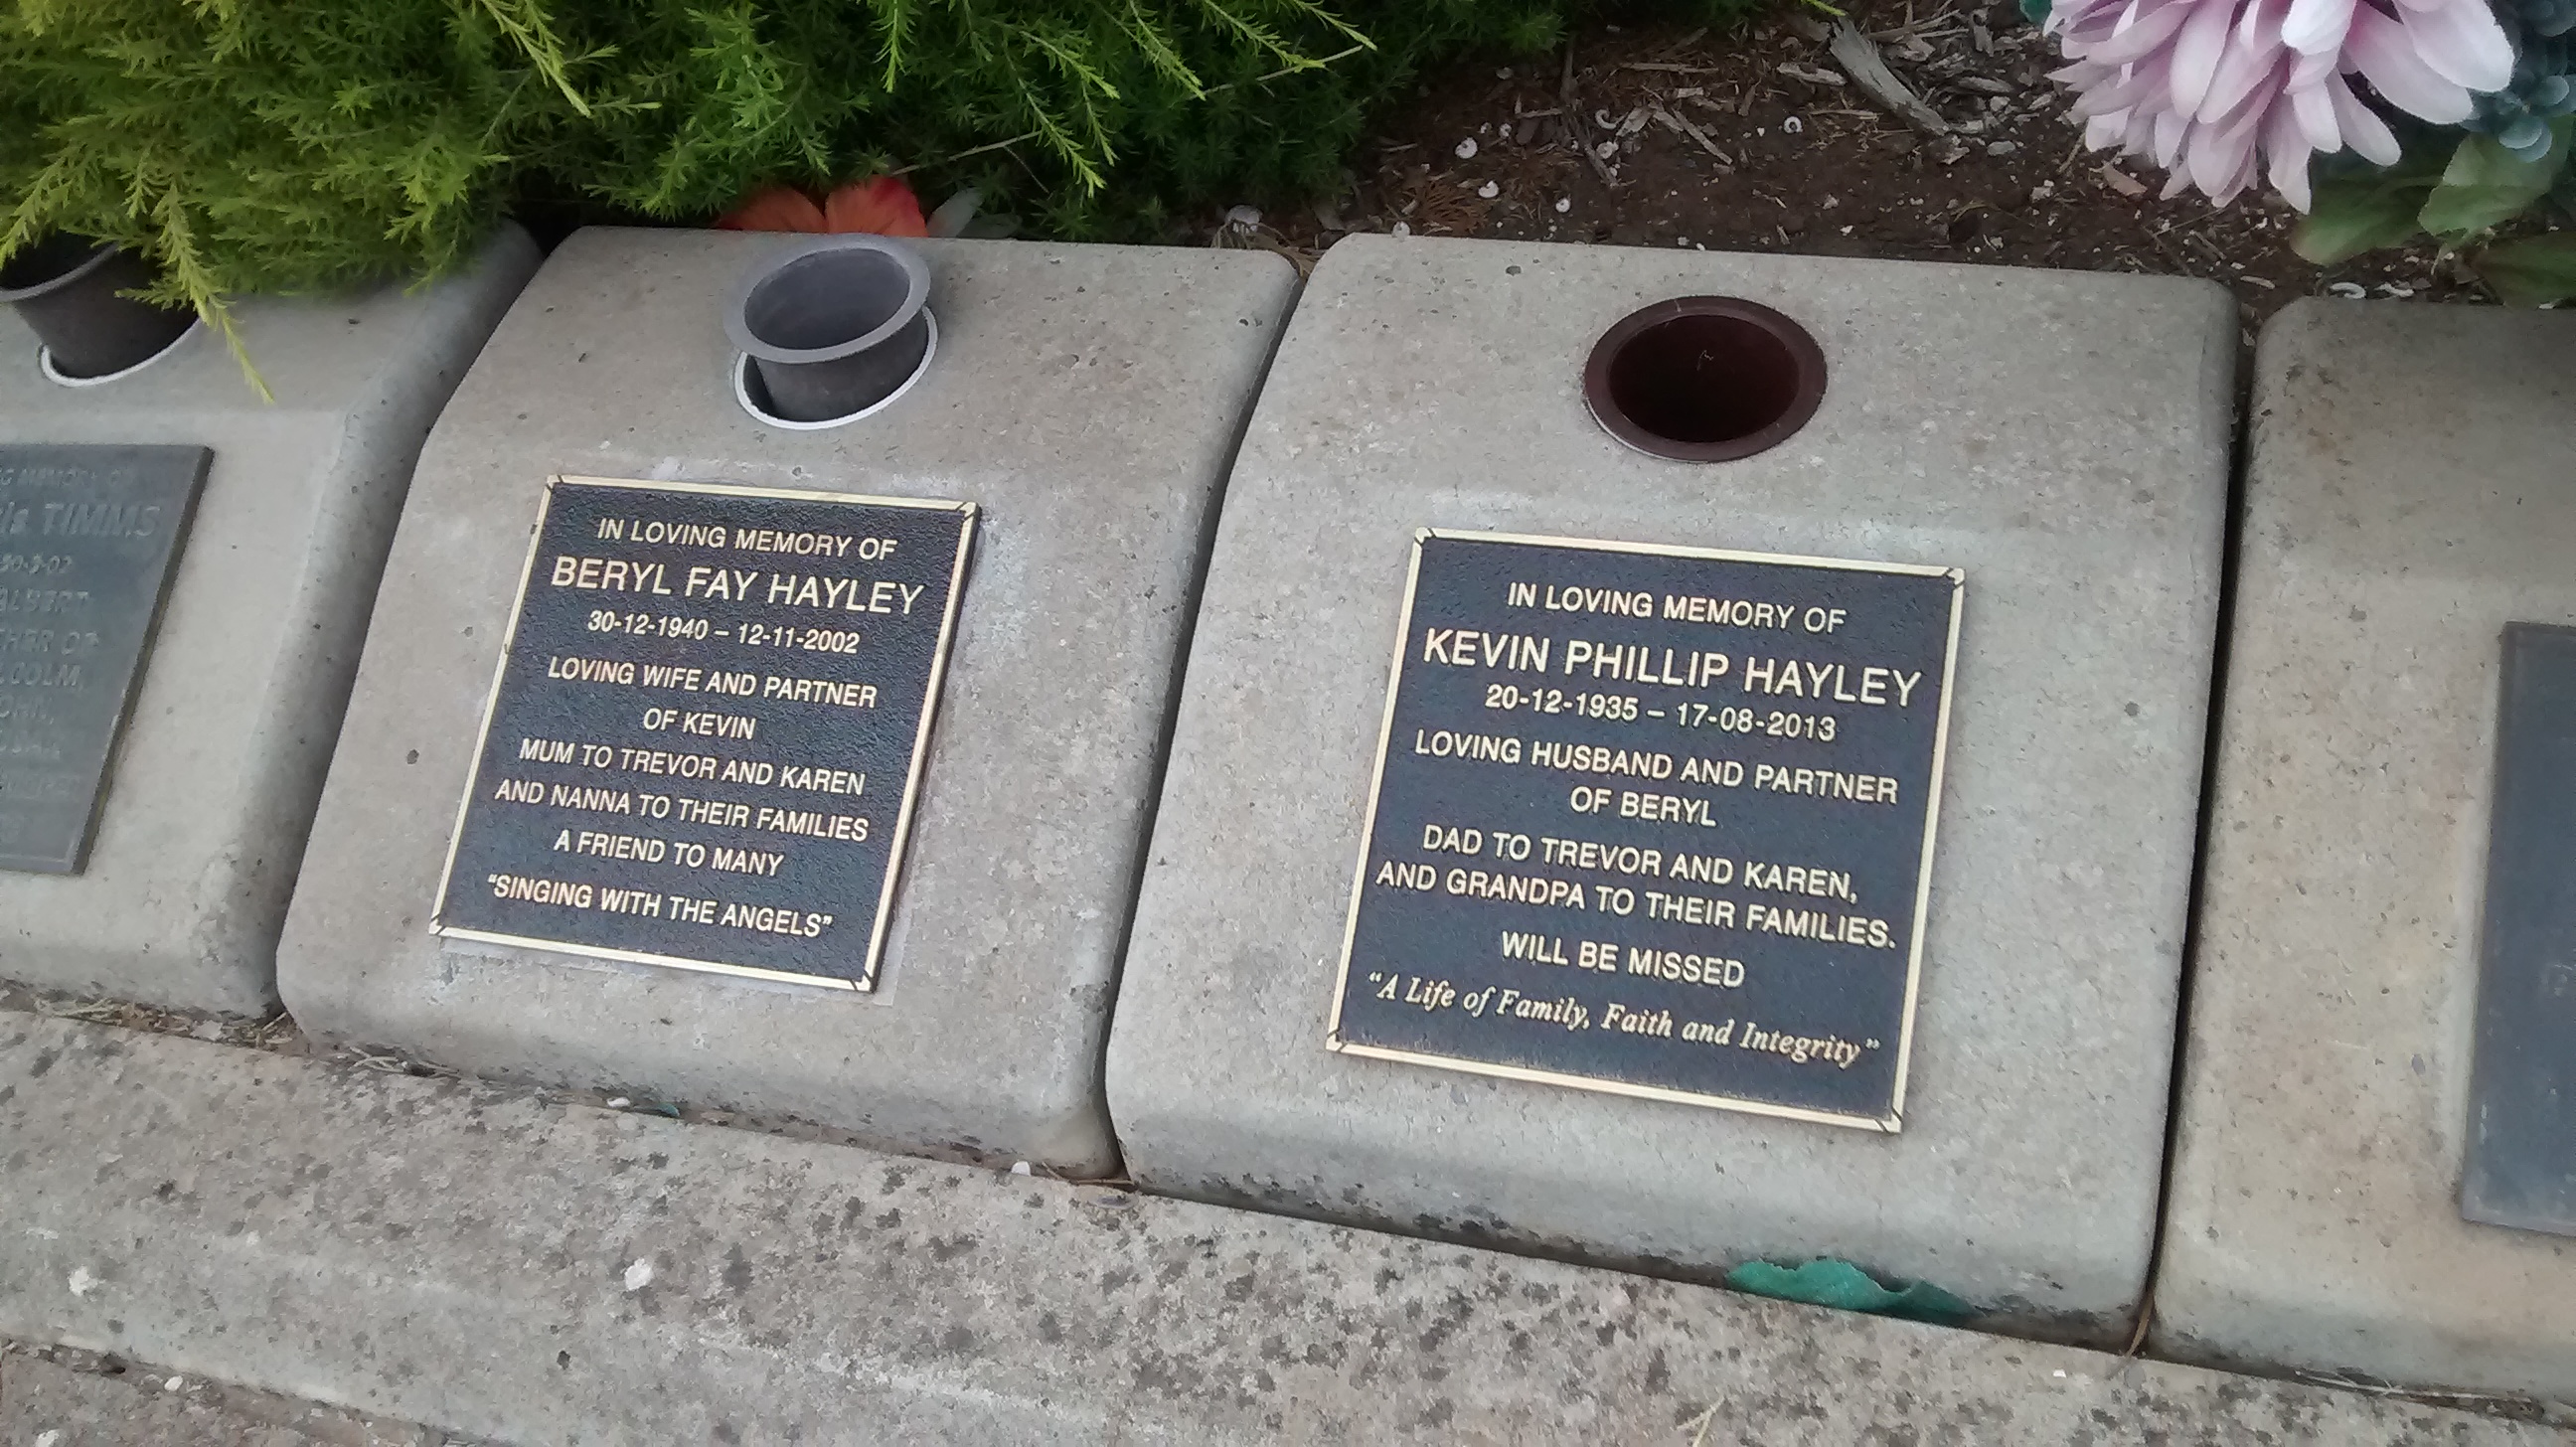 MEMORY OF
TIMMS
IN LOVING MEMORY OF
BERYL FAY HAYLEY
30-12-1940 – 12-11-2002
LOVING WIFE AND PARTNER
OF KEVIN
MUM TO TREVOR AND KAREN
AND NANNA TO THEIR FAMILIES
A FRIEND TO MANY
“SINGING WITH THE ANGELS”
IN LOVING MEMORY OF
KEVIN PHILLIP HAYLEY
20-12-1935 – 17-08-2013
LOVING HUSBAND AND PARTNER
OF BERYL
DAD TO TREVOR AND KAREN,
AND GRANDPA TO THEIR FAMILIES.
WILL BE MISSED
“A Life of Family, Faith and Integrity”